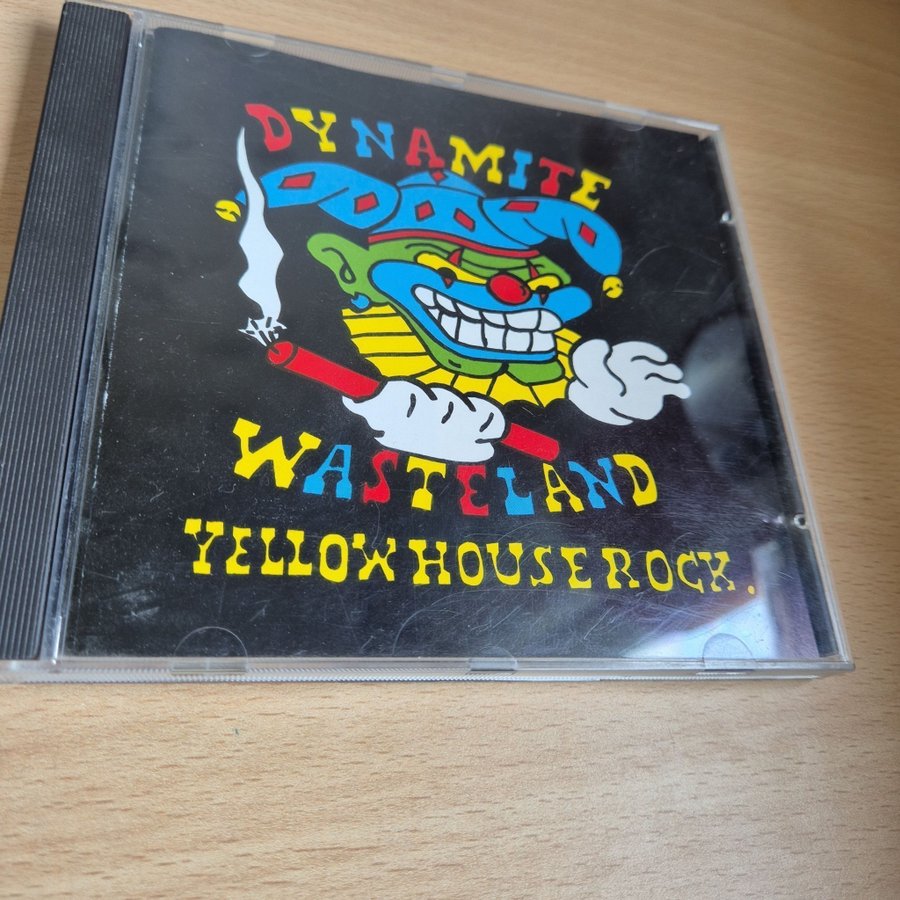 DYNAMITE
WASTELAND
YELLOW HOUSE ROCK.